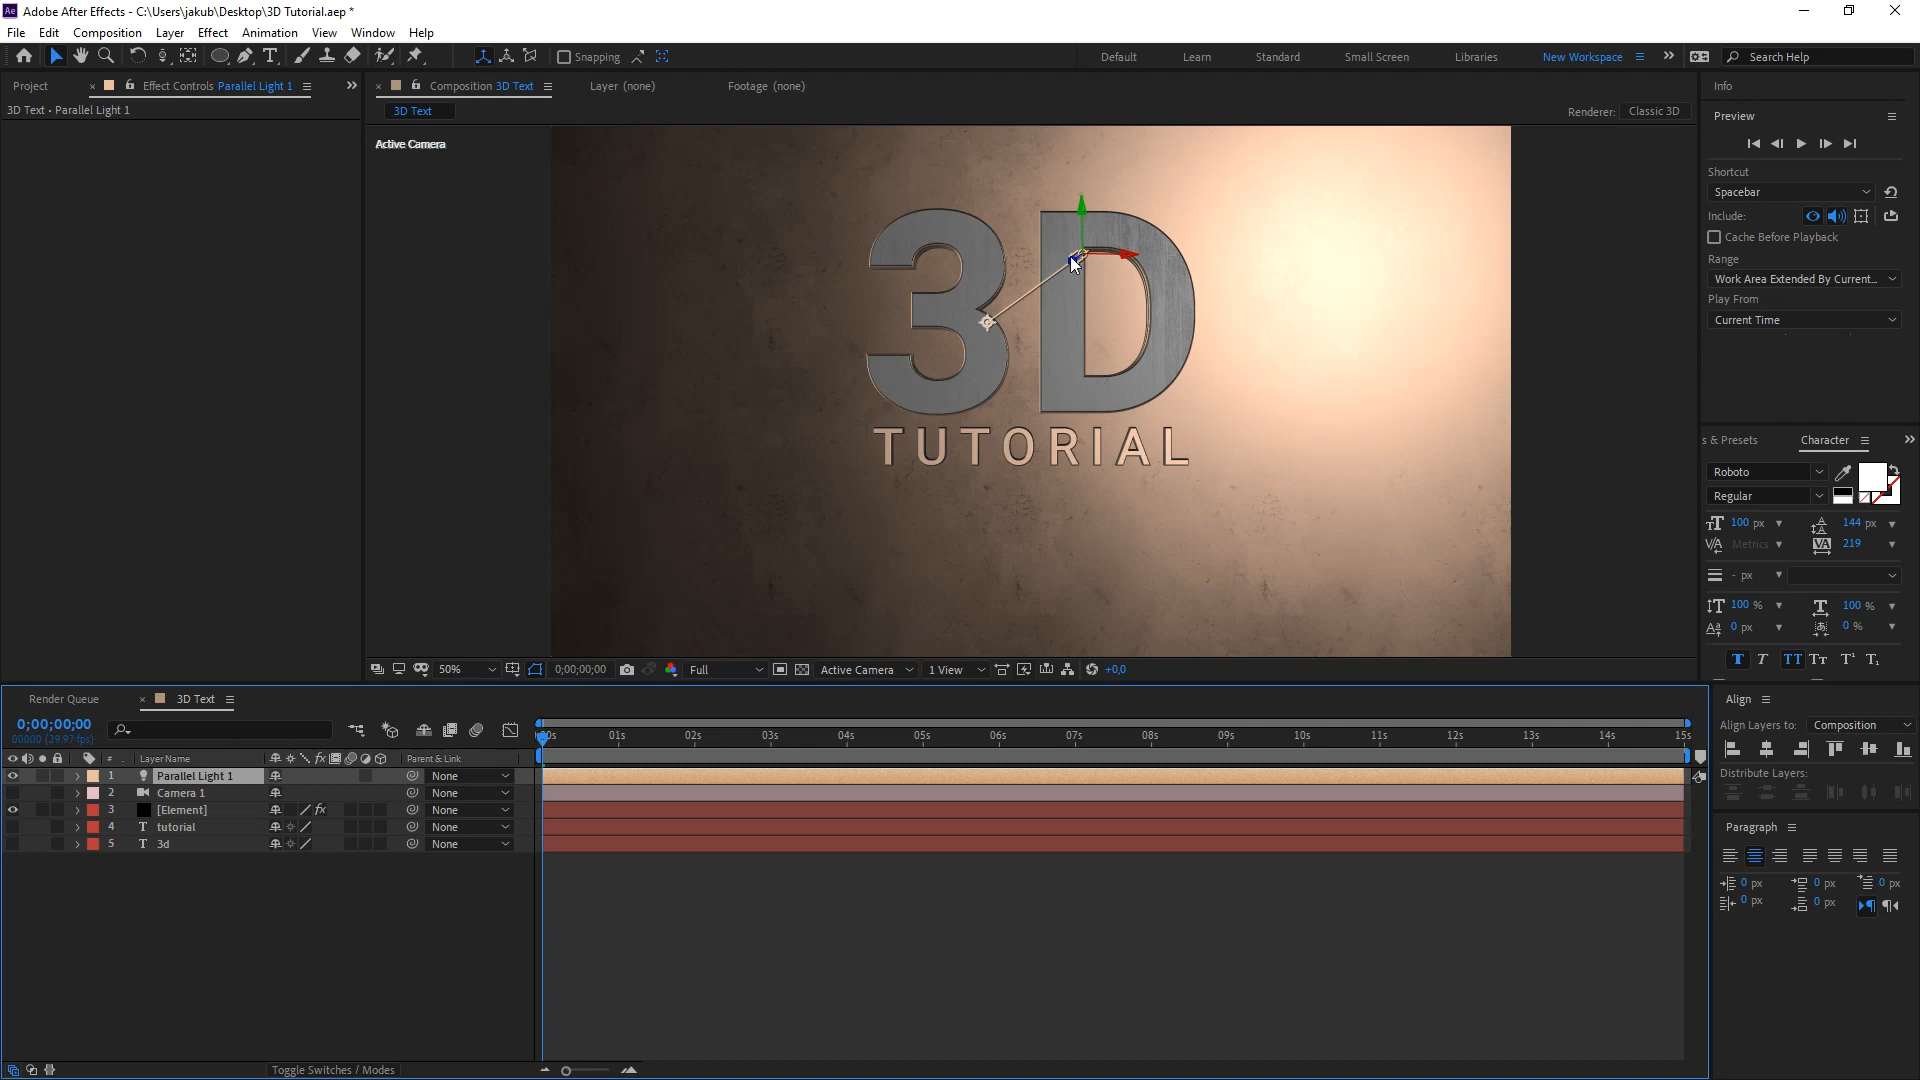 Ae Adobe After Effects - C:\Users\jakub\Desktop\3D Tutorial.aep *
File Edit Composition Layer Effect Animation View Window Help
Snapping
Default Learn Standard Small Screen Libraries New Workspace Search Help
Project Effect Controls Parallel Light 1
Composition 3D Text Layer (none) Footage (none)
3D Text • Parallel Light 1
3D Text
Renderer: Classic 3D
Active Camera
3D
TUTORIAL
50% 0;00;00;00 Full Active Camera 1 View +0,0
Info
Preview
Shortcut
Spacebar
Include:
Cache Before Playback
Range
Work Area Extended By Current...
Play From
Current Time
s & Presets Character
Roboto
Regular
100 px 144 px
Metrics 219
- px
100 % 100 %
0 px 0 %
T T TT Tt T¹ T₁
Render Queue 3D Text
0;00;00;00
00000 (29.97 fps)
00s 01s 02s 03s 04s 05s 06s 07s 08s 09s 10s 11s 12s 13s 14s 15s
# Layer Name Parent & Link
1 Parallel Light 1 None
2 Camera 1 None
3 [Element] fx None
4 T tutorial None
5 T 3d None
Toggle Switches / Modes
Align
Align Layers to: Composition
Distribute Layers:
Paragraph
0 px 0 px 0 px
0 px 0 px